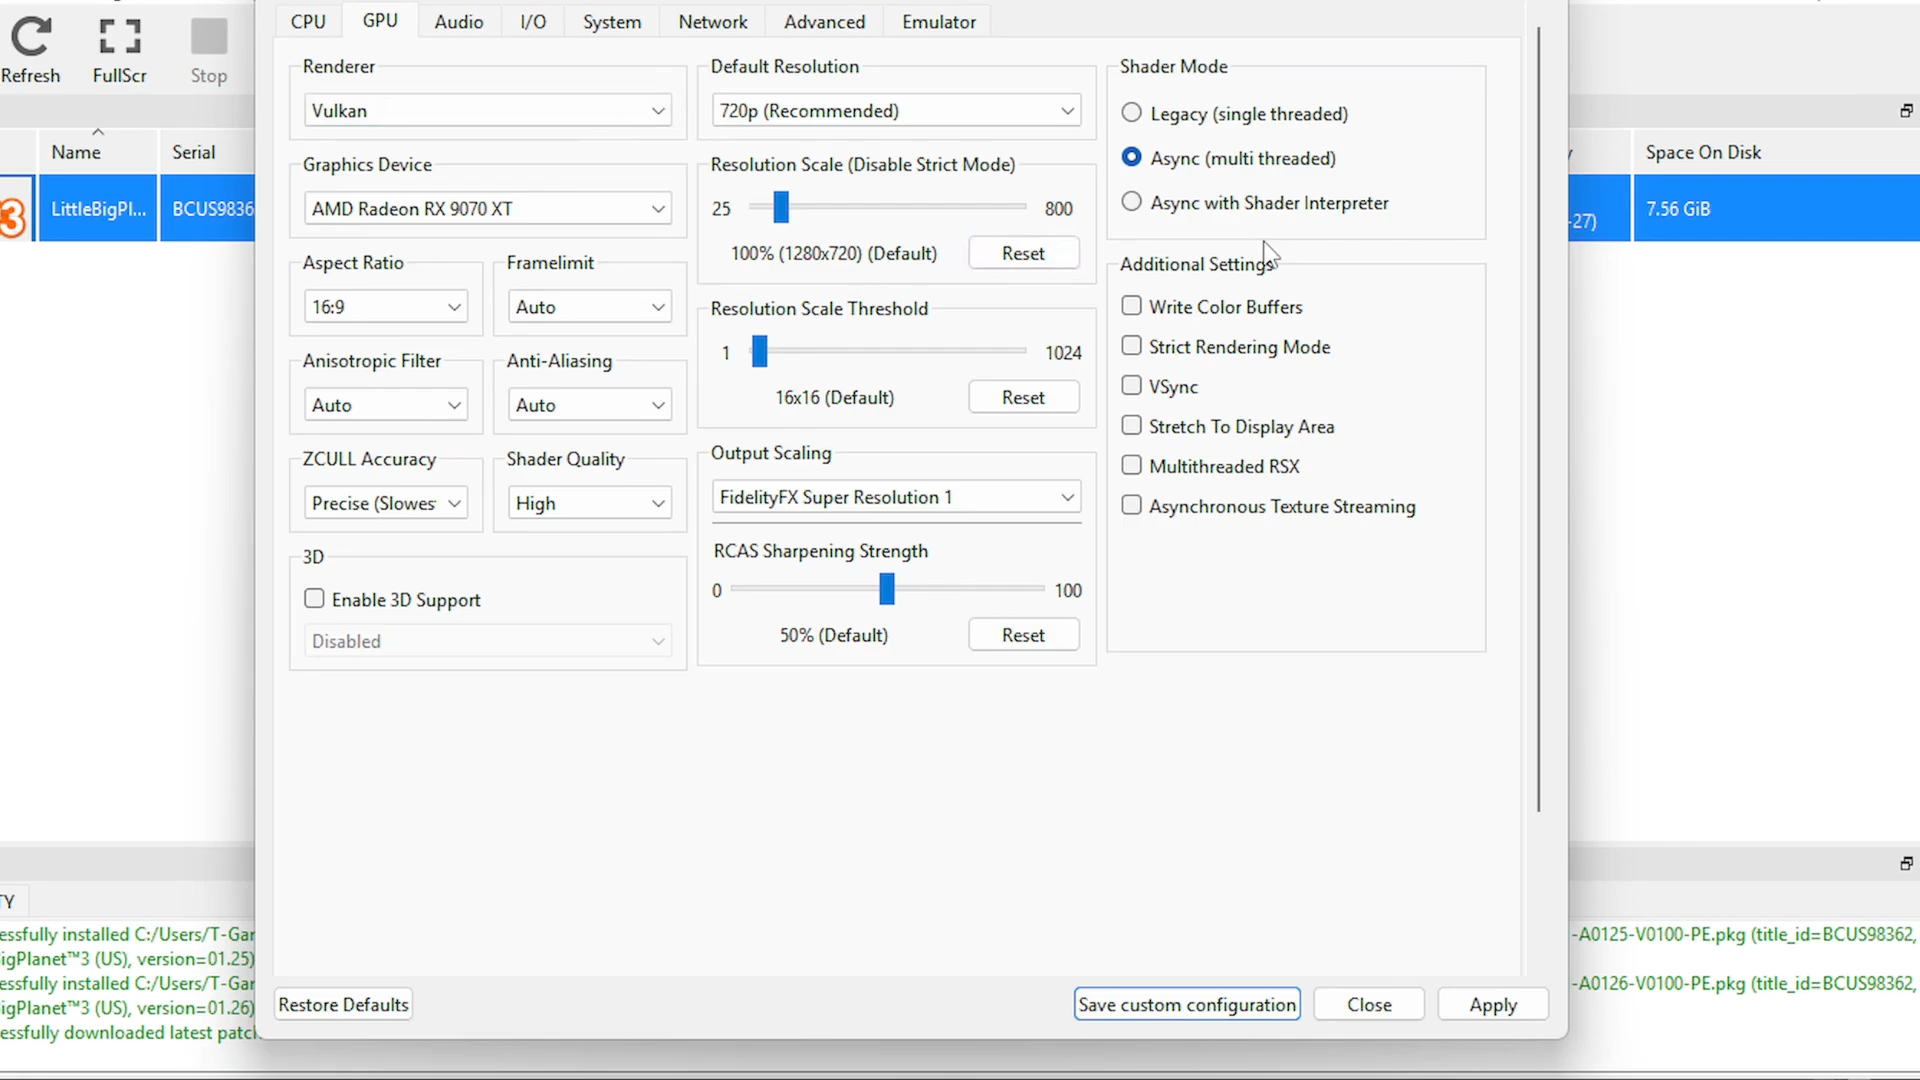 CPU GPU Audio I/O System Network Advanced Emulator
Refresh FullScr Stop
Name Serial
LittleBigPl... BCUS9836
3
Space On Disk
-27) 7.56 GiB
Renderer
Vulkan
Graphics Device
AMD Radeon RX 9070 XT
Aspect Ratio
16:9
Framelimit
Auto
Anisotropic Filter
Auto
Anti-Aliasing
Auto
ZCULL Accuracy
Precise (Slowes
Shader Quality
High
3D
Enable 3D Support
Disabled
Default Resolution
720p (Recommended)
Resolution Scale (Disable Strict Mode)
25 800
100% (1280x720) (Default) Reset
Resolution Scale Threshold
1 1024
16x16 (Default) Reset
Output Scaling
FidelityFX Super Resolution 1
RCAS Sharpening Strength
0 100
50% (Default) Reset
Shader Mode
Legacy (single threaded)
Async (multi threaded)
Async with Shader Interpreter
Additional Settings
Write Color Buffers
Strict Rendering Mode
VSync
Stretch To Display Area
Multithreaded RSX
Asynchronous Texture Streaming
TY
essfully installed C:/Users/T-Gar
igPlanet™3 (US), version=01.25)
essfully installed C:/Users/T-Gar
igPlanet™3 (US), version=01.26)
essfully downloaded latest patc
-A0125-V0100-PE.pkg (title_id=BCUS98362,
-A0126-V0100-PE.pkg (title_id=BCUS98362,
Restore Defaults Save custom configuration Close Apply